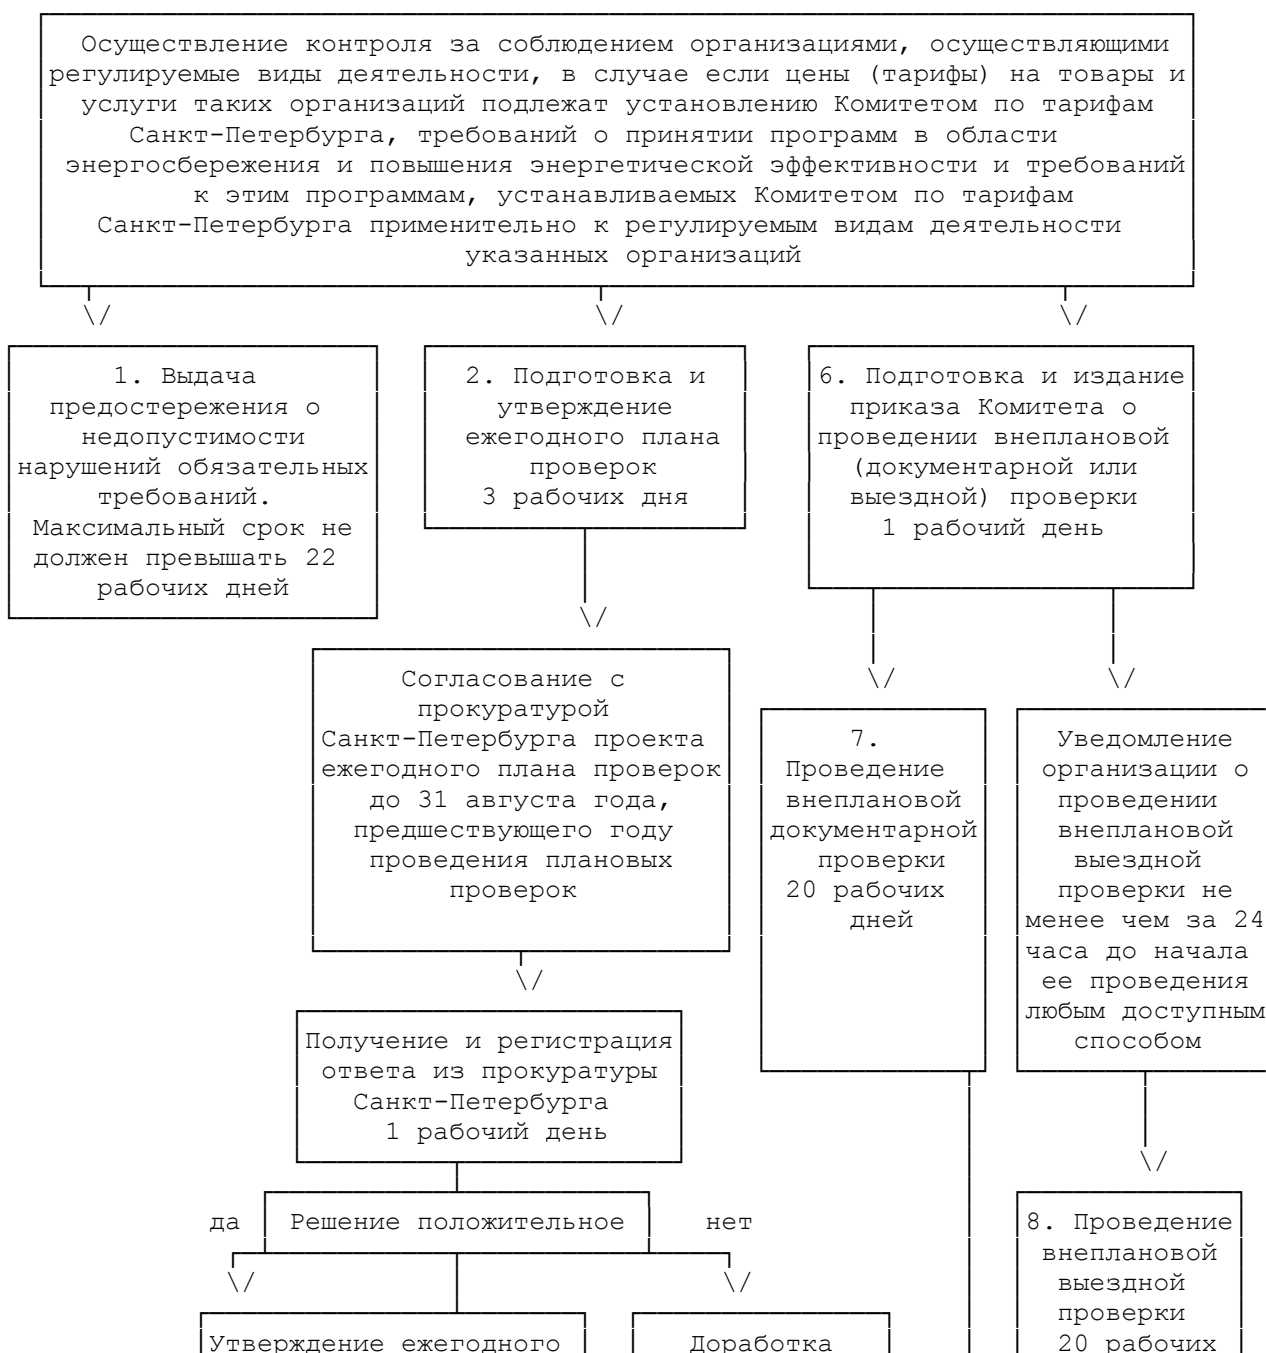 Осуществление контроля за соблюдением организациями, осуществляющими
регулируемые виды деятельности, в случае если цены (тарифы) на товары и
услуги таких организаций подлежат установлению Комитетом по тарифам
Санкт-Петербурга, требований о принятии программ в области
энергосбережения и повышения энергетической эффективности и требований
к этим программам, устанавливаемых Комитетом по тарифам
Санкт-Петербурга применительно к регулируемым видам деятельности
указанных организаций
1. Выдача
предостережения о
недопустимости
нарушений обязательных
требований.
Максимальный срок не
должен превышать 22
рабочих дней
2. Подготовка и
утверждение
ежегодного плана
проверок
3 рабочих дня
6. Подготовка и издание
приказа Комитета о
проведении внеплановой
(документарной или
выездной) проверки
1 рабочий день
Согласование с
прокуратурой
Санкт-Петербурга проекта
ежегодного плана проверок
до 31 августа года,
предшествующего году
проведения плановых
проверок
7.
Проведение
внеплановой
документарной
проверки
20 рабочих
дней
Уведомление
организации о
проведении
внеплановой
выездной
проверки не
менее чем за 24
часа до начала
ее проведения
любым доступным
способом
Получение и регистрация
ответа из прокуратуры
Санкт-Петербурга
1 рабочий день
да
Решение положительное
нет
8. Проведение
внеплановой
выездной
проверки
20 рабочих
Утверждение ежегодного
Доработка